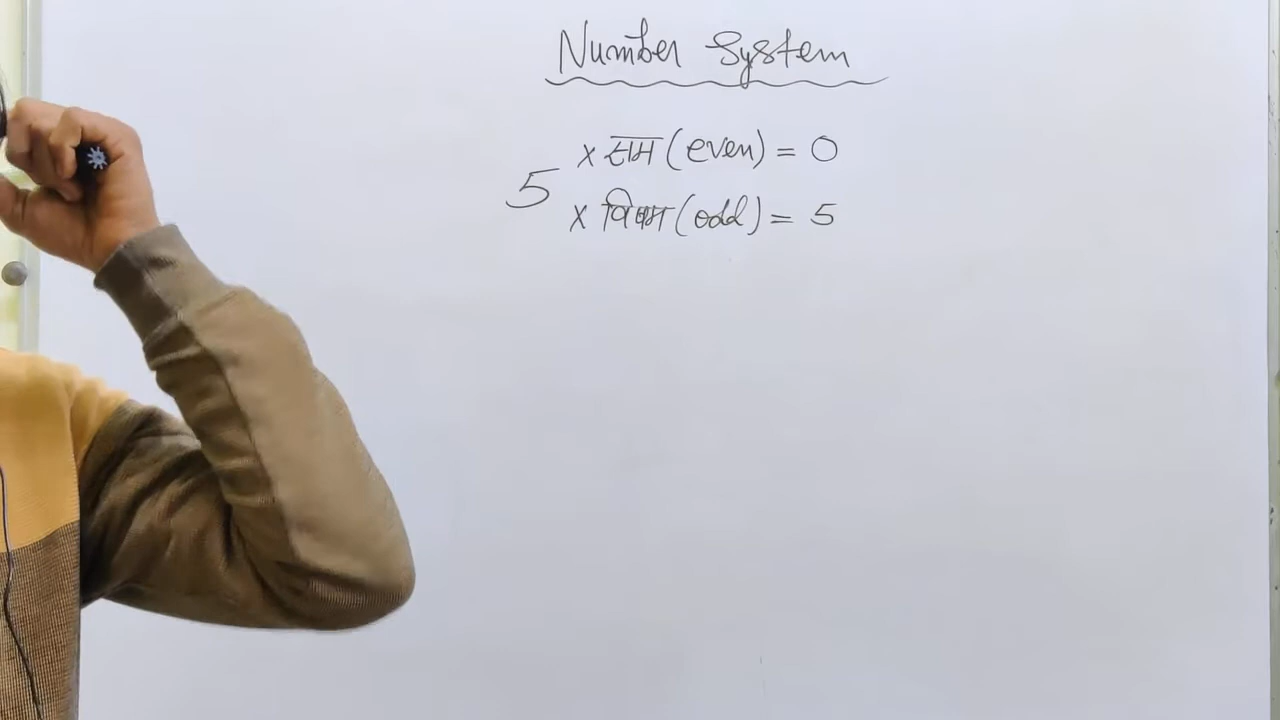 Number System
x सम (even) = 0
5
x विषम (odd) = 5